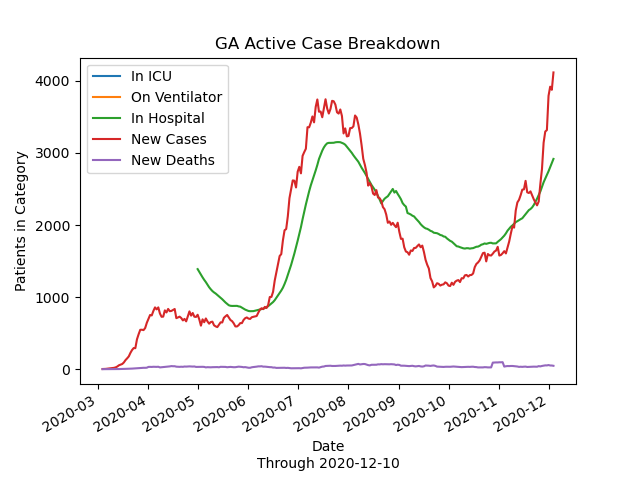 GA Active Case Breakdown
In ICU
On Ventilator
In Hospital
New Cases
New Deaths
Patients in Category
4000
3000
2000
1000
0
2020-03
2020-04
2020-05
2020-06
2020-07
2020-08
2020-09
2020-10
2020-11
2020-12
Date
Through 2020-12-10